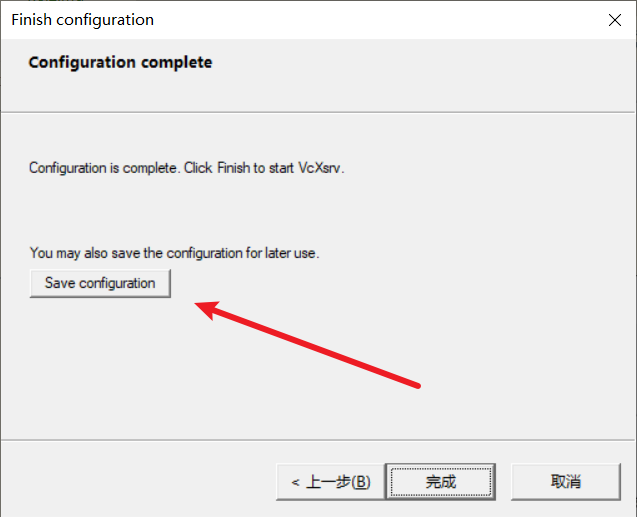 Finish configuration
Configuration complete
Configuration is complete. Click Finish to start VcXsrv.
You may also save the configuration for later use.
Save configuration
< 上一步(B)
完成
取消